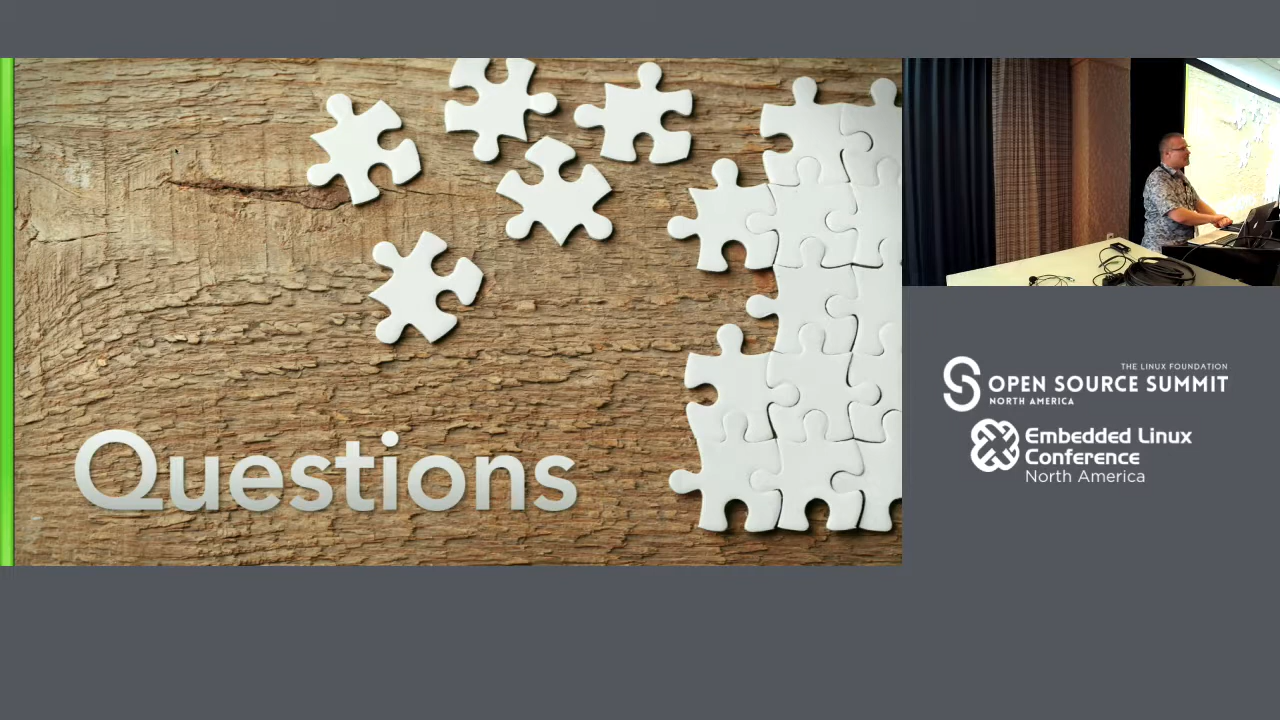 Questions
THE LINUX FOUNDATION
OPEN SOURCE SUMMIT
NORTH AMERICA
Embedded Linux
Conference
North America